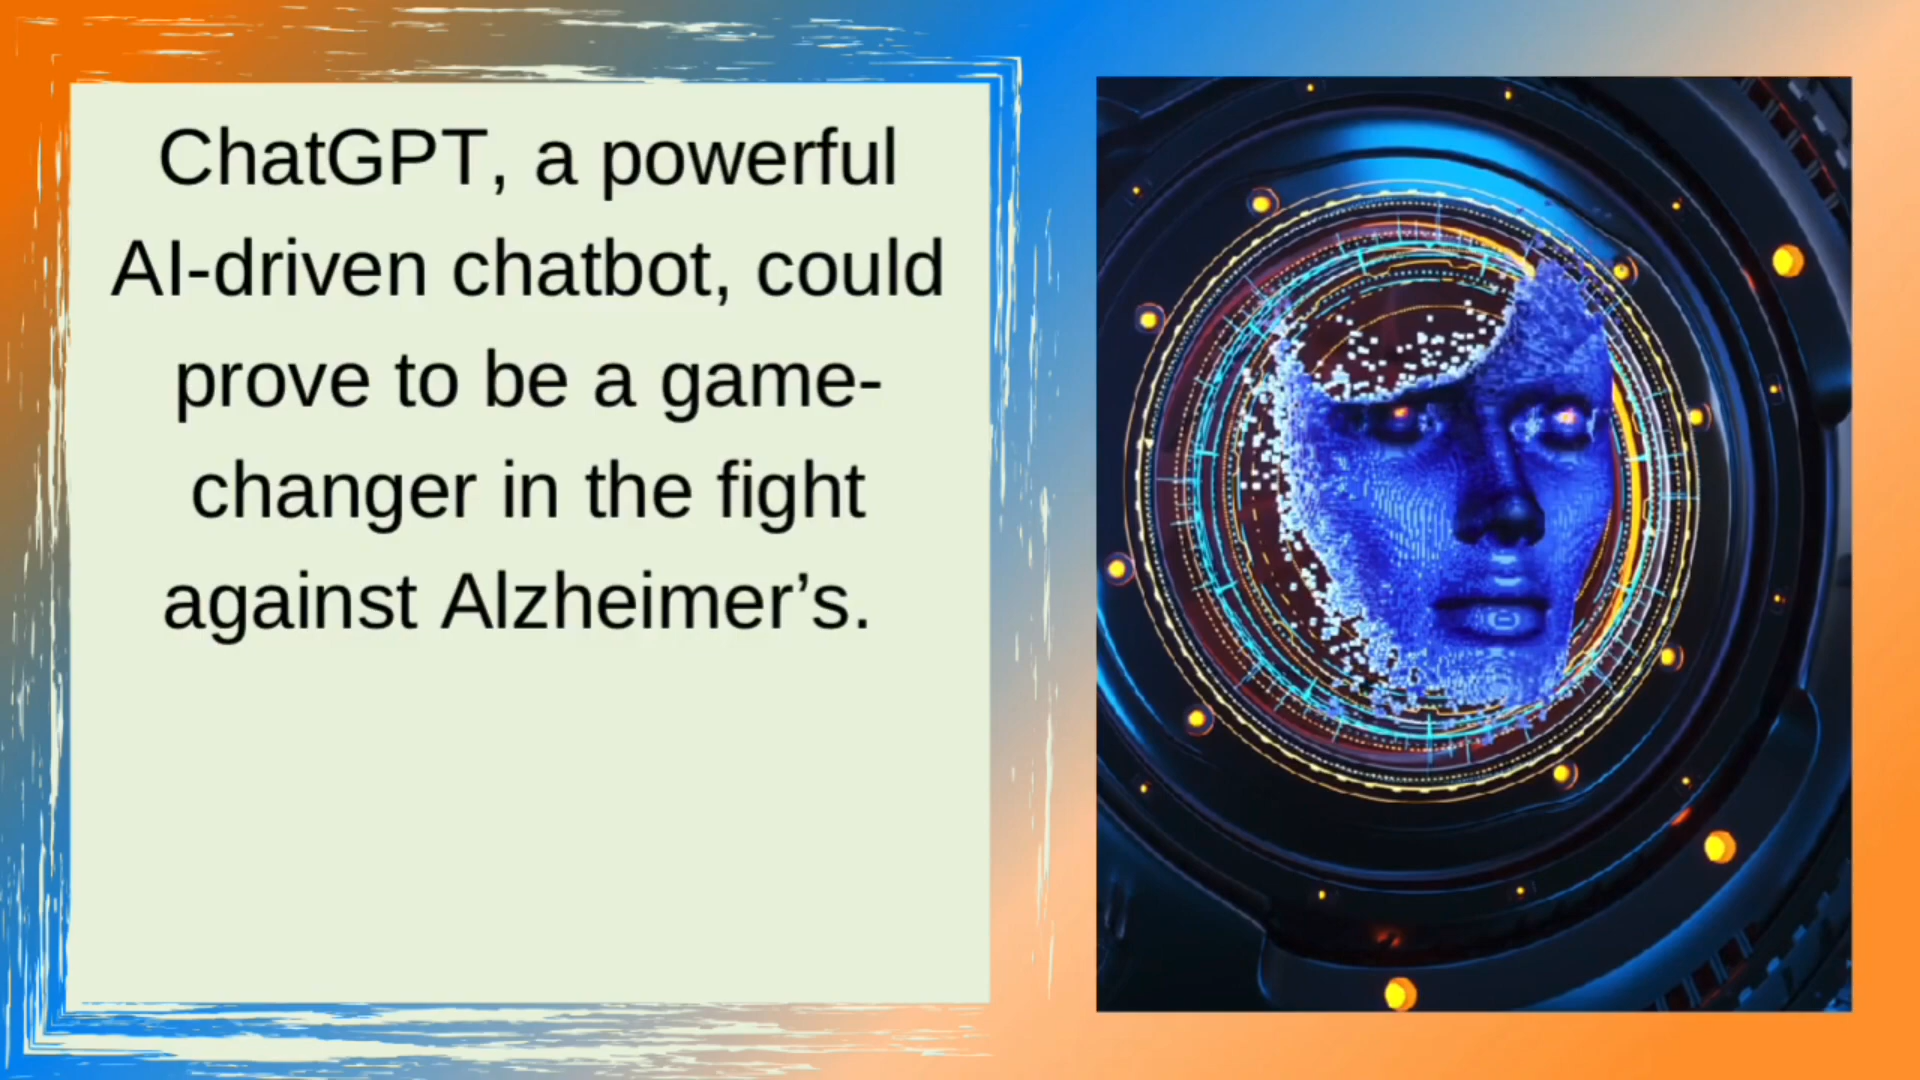 ChatGPT, a powerful
AI-driven chatbot, could
prove to be a game-
changer in the fight
against Alzheimer’s.